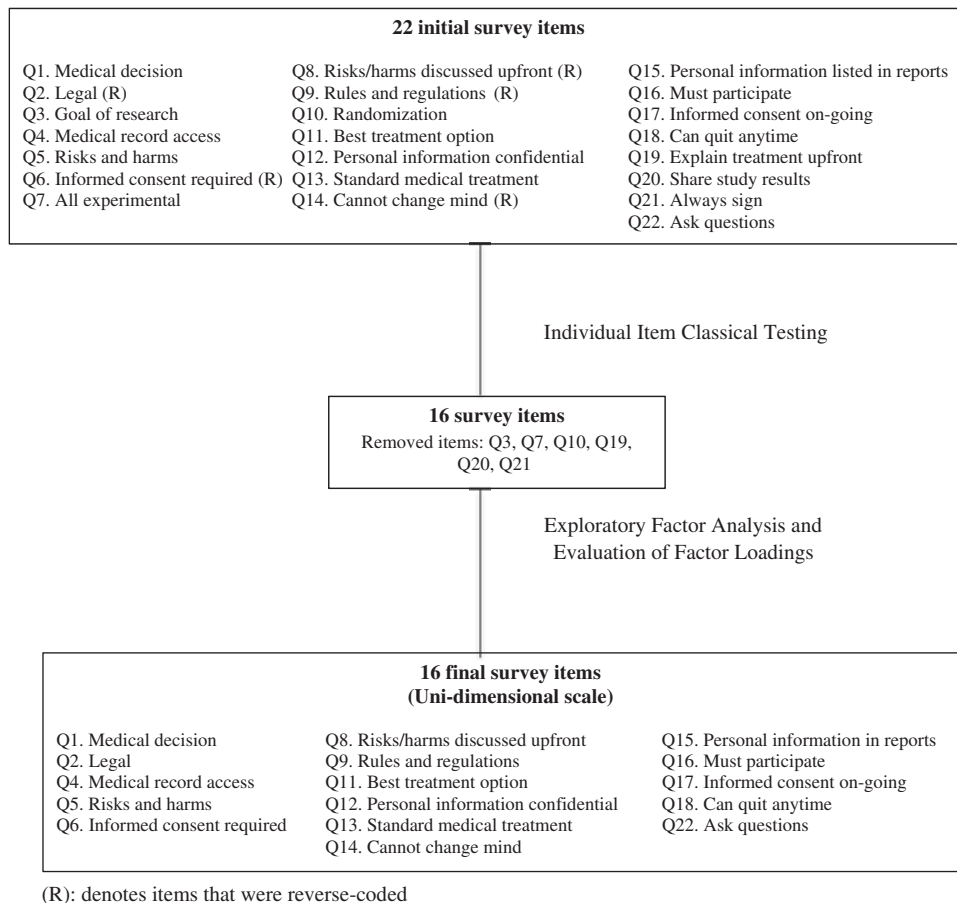 22 initial survey items
Q1. Medical decision
Q2. Legal (R)
Q3. Goal of research
Q4. Medical record access
Q5. Risks and harms
Q6. Informed consent required (R)
Q7. All experimental
Q8. Risks/harms discussed upfront (R)
Q9. Rules and regulations (R)
Q10. Randomization
Q11. Best treatment option
Q12. Personal information confidential
Q13. Standard medical treatment
Q14. Cannot change mind (R)
Q15. Personal information listed in reports
Q16. Must participate
Q17. Informed consent on-going
Q18. Can quit anytime
Q19. Explain treatment upfront
Q20. Share study results
Q21. Always sign
Q22. Ask questions
Individual Item Classical Testing
16 survey items
Removed items: Q3, Q7, Q10, Q19,
Q20, Q21
Exploratory Factor Analysis and
Evaluation of Factor Loadings
16 final survey items
(Uni-dimensional scale)
Q1. Medical decision
Q2. Legal
Q4. Medical record access
Q5. Risks and harms
Q6. Informed consent required
Q8. Risks/harms discussed upfront
Q9. Rules and regulations
Q11. Best treatment option
Q12. Personal information confidential
Q13. Standard medical treatment
Q14. Cannot change mind
Q15. Personal information in reports
Q16. Must participate
Q17. Informed consent on-going
Q18. Can quit anytime
Q22. Ask questions
(R): denotes items that were reverse-coded